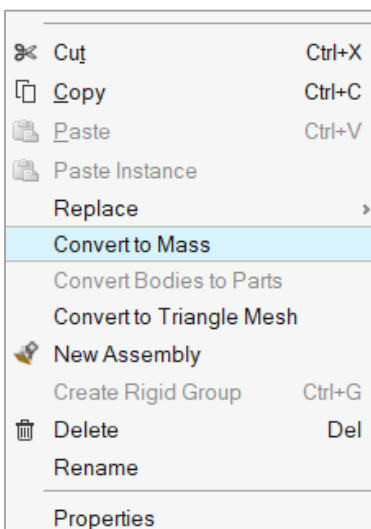 Cut Ctrl+X
Copy Ctrl+C
Paste Ctrl+V
Paste Instance
Replace
Convert to Mass
Convert Bodies to Parts
Convert to Triangle Mesh
New Assembly
Create Rigid Group Ctrl+G
Delete Del
Rename
Properties